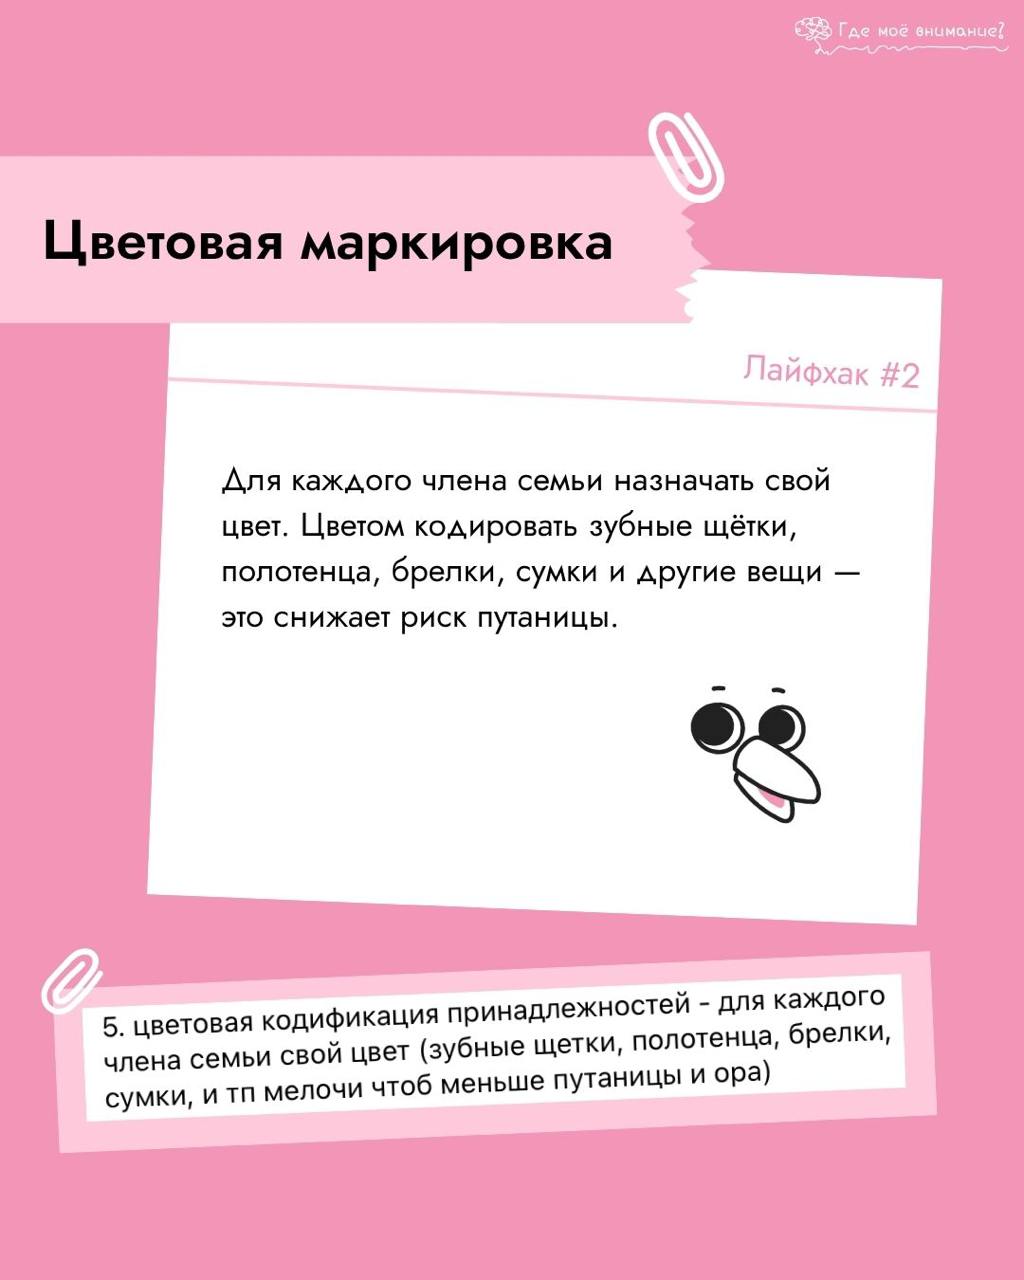 Где моё внимание?
Цветовая маркировка
Лайфхак #2
Для каждого члена семьи назначать свой
цвет. Цветом кодировать зубные щётки,
полотенца, брелки, сумки и другие вещи —
это снижает риск путаницы.
5. цветовая кодификация принадлежностей - для каждого
члена семьи свой цвет (зубные щетки, полотенца, брелки,
сумки, и тп мелочи чтоб меньше путаницы и ора)